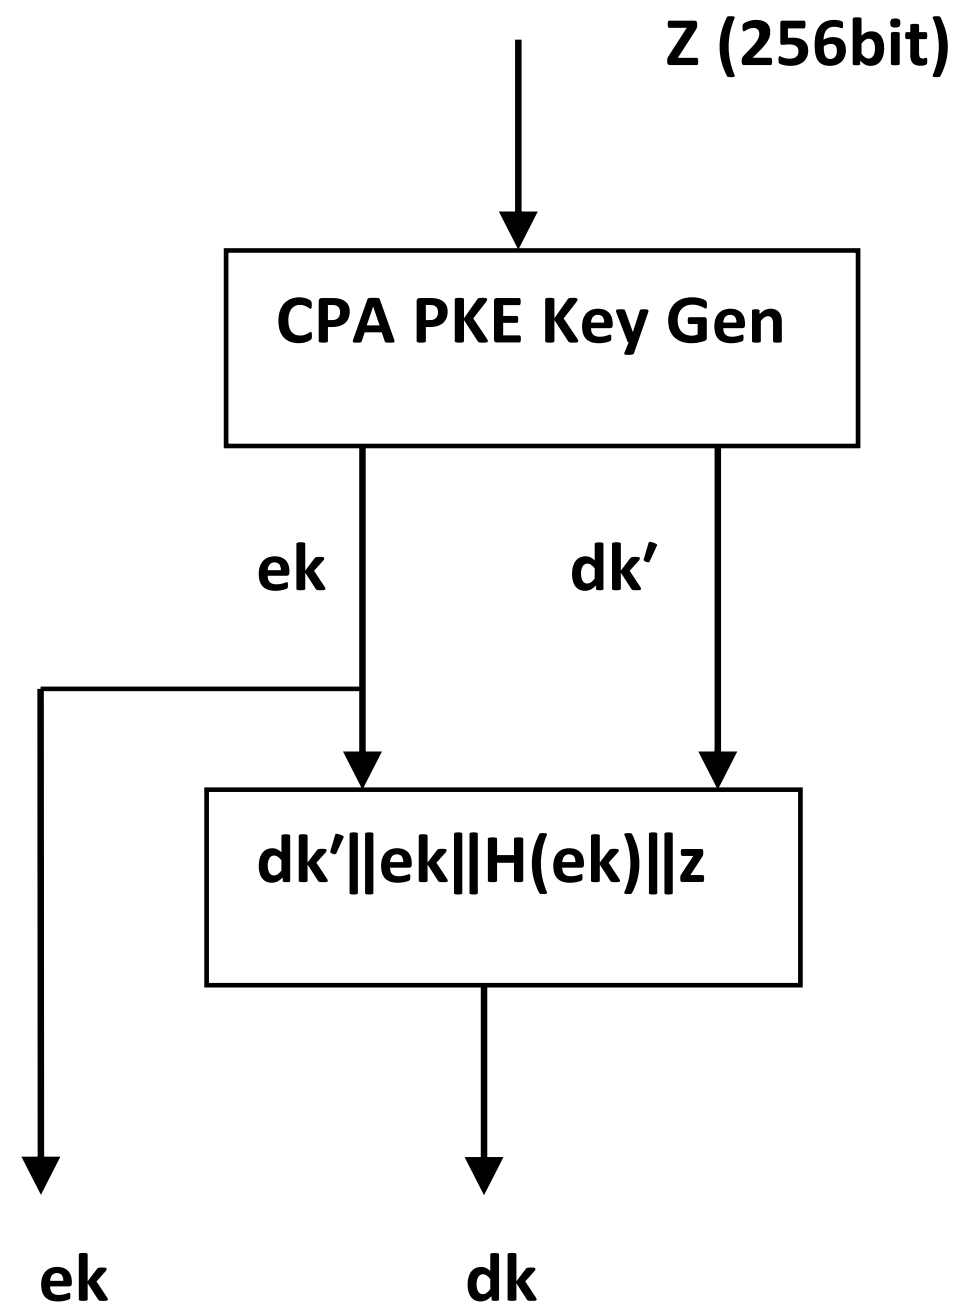 Z (256bit)
CPA PKE Key Gen
ek
dk′
dk′||ek||H(ek)||z
ek
dk